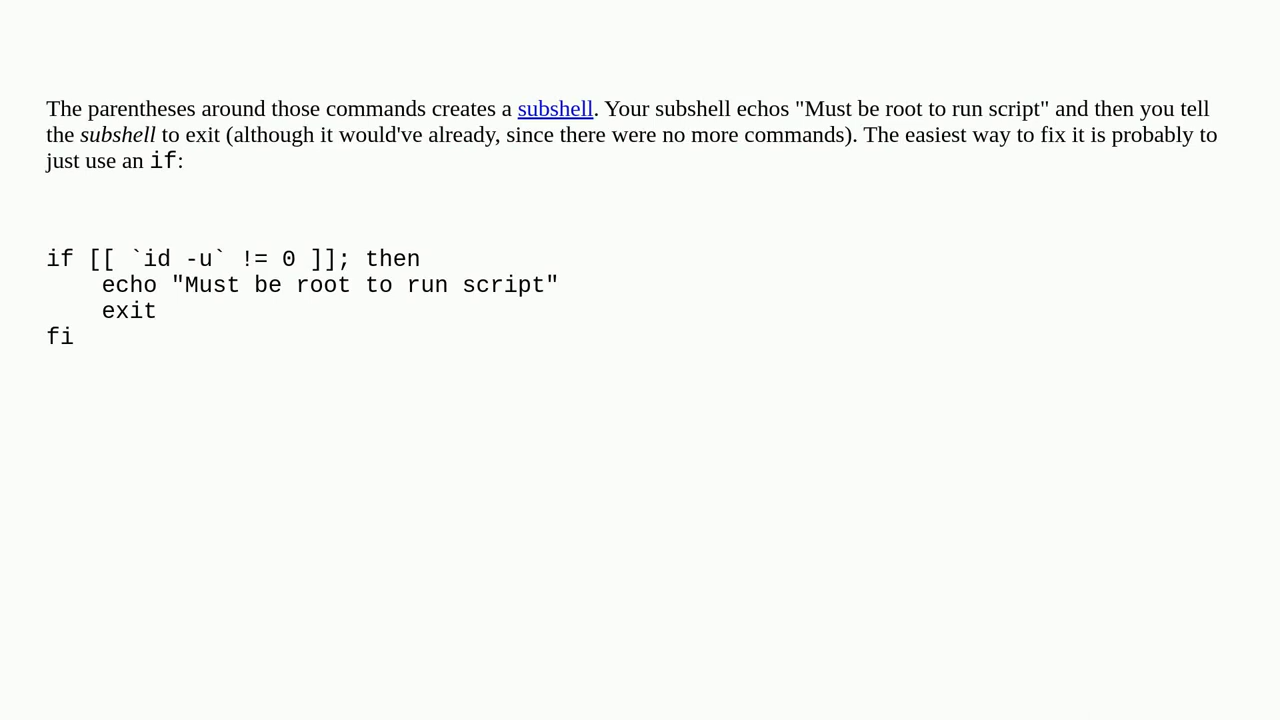 The parentheses around those commands creates a subshell. Your subshell echos "Must be root to run script" and then you tell
the subshell to exit (although it would've already, since there were no more commands). The easiest way to fix it is probably to
just use an if:
if [[ `id -u` != 0 ]]; then
    echo "Must be root to run script"
    exit
fi